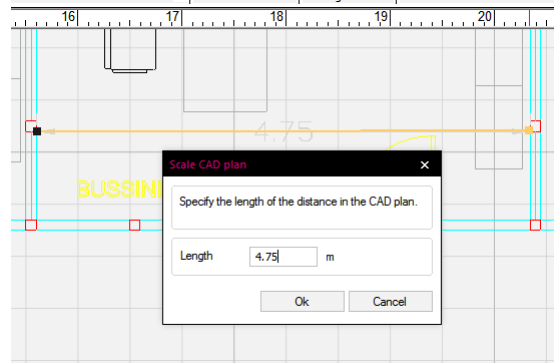 16 17 18 19 20
4.75
Scale CAD plan ×
BUSSIN
Specify the length of the distance in the CAD plan.
Length 4.75 m
Ok Cancel